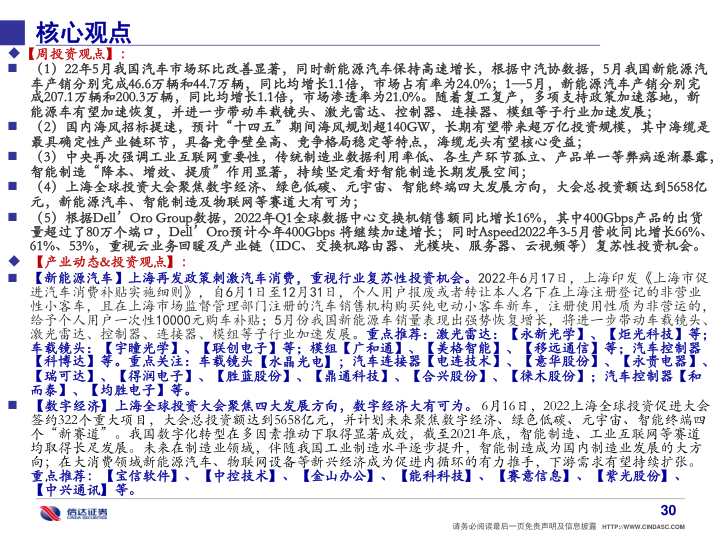 核心观点
◆【周投资观点】:
■ （1）22年5月我国汽车市场环比改善显著，同时新能源汽车保持高速增长，根据中汽协数据，5月我国新能源汽
车产销分别完成46.6万辆和44.7万辆，同比均增长1.1倍，市场占有率为24.0%；1—5月，新能源汽车产销分别完
成207.1万辆和200.3万辆，同比均增长1.1倍，市场渗透率为21.0%。随着复工复产，多项支持政策加速落地，新
能源车有望加速恢复，并进一步带动车载镜头、激光雷达、控制器、连接器、模组等子行业加速发展；
■ （2）国内海风招标提速，预计“十四五”期间海风规划超140GW，长期有望带来超万亿投资规模，其中海缆是
最具确定性产业链环节，具备竞争壁垒高、竞争格局稳定等特点，海缆龙头有望核心受益；
■ （3）中央再次强调工业互联网重要性，传统制造业数据利用率低、各生产环节孤立、产品单一等弊病逐渐暴露，
智能制造“降本、增效、提质”作用显著，持续坚定看好智能制造长期发展空间；
■ （4）上海全球投资大会聚焦数字经济、绿色低碳、元宇宙、智能终端四大发展方向，大会总投资额达到5658亿
元，新能源汽车、智能制造及物联网等赛道大有可为；
■ （5）根据Dell’Oro Group数据，2022年Q1全球数据中心交换机销售额同比增长16%，其中400Gbps产品的出货
量超过了80万个端口，Dell’Oro预计今年400Gbps 将继续加速增长；同时Aspeed2022年3-5月营收同比增长66%、
61%、53%，重视云业务回暖及产业链（IDC、交换机路由器、光模块、服务器、云视频等）复苏性投资机会。
◆ 【产业动态&投资观点】:
■ 【新能源汽车】上海再发政策刺激汽车消费，重视行业复苏性投资机会。2022年6月17日，上海印发《上海市促
进汽车消费补贴实施细则》，自6月1日至12月31日，个人用户报废或者转让本人名下在上海注册登记的非营业
性小客车，且在上海市场监督管理部门注册的汽车销售机构购买纯电动小客车新车，注册使用性质为非营运的，
给予个人用户一次性10000元购车补贴；5月份我国新能源车销量表现出强势恢复增长，将进一步带动车载镜头、
激光雷达、控制器、连接器、模组等子行业加速发展。重点推荐：激光雷达：【永新光学】、【炬光科技】等；
车载镜头：【宇瞳光学】、【联创电子】等；模组【广和通】、【美格智能】、【移远通信】等；汽车控制器
【科博达】等。重点关注：车载镜头【水晶光电】；汽车连接器【电连技术】、【意华股份】、【永贵电器】、
【瑞可达】、【得润电子】、【胜蓝股份】、【鼎通科技】、【合兴股份】、【徕木股份】；汽车控制器【和
而泰】、【均胜电子】等。
■ 【数字经济】上海全球投资大会聚焦四大发展方向，数字经济大有可为。6月16日，2022上海全球投资促进大会
签约322个重大项目，大会总投资额达到5658亿元，并计划未来聚焦数字经济、绿色低碳、元宇宙、智能终端四
个“新赛道”。我国数字化转型在多因素推动下取得显著成效，截至2021年底，智能制造、工业互联网等赛道
均取得长足发展。未来在制造业领域，伴随我国工业制造水平逐步提升，智能制造成为国内制造业发展的大方
向；在大消费领域新能源汽车、物联网设备等新兴经济成为促进内循环的有力推手，下游需求有望持续扩张。
重点推荐：【宝信软件】、【中控技术】、【金山办公】、【能科科技】、【赛意信息】、【紫光股份】、
【中兴通讯】等。
信达证券
CINDA SECURITIES
30
请务必阅读最后一页免责声明及信息披露 HTTP://WWW.CINDASC.COM